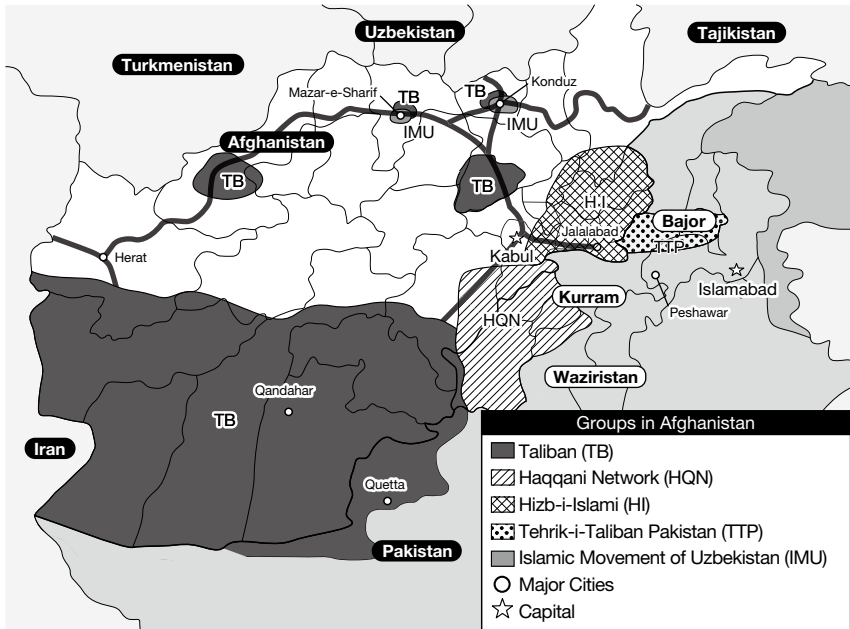 Uzbekistan
Tajikistan
Turkmenistan
Mazar-e-Sharif
TB
TB
Konduz
IMU
IMU
Afghanistan
TB
TB
H.I
Bajor
Jalalabad
TTP
Herat
Kabul
Islamabad
Kurram
Peshawar
HQN
Waziristan
Qandahar
TB
Iran
Quetta
Pakistan
Groups in Afghanistan
Taliban (TB)
Haqqani Network (HQN)
Hizb-i-Islami (HI)
Tehrik-i-Taliban Pakistan (TTP)
Islamic Movement of Uzbekistan (IMU)
Major Cities
Capital